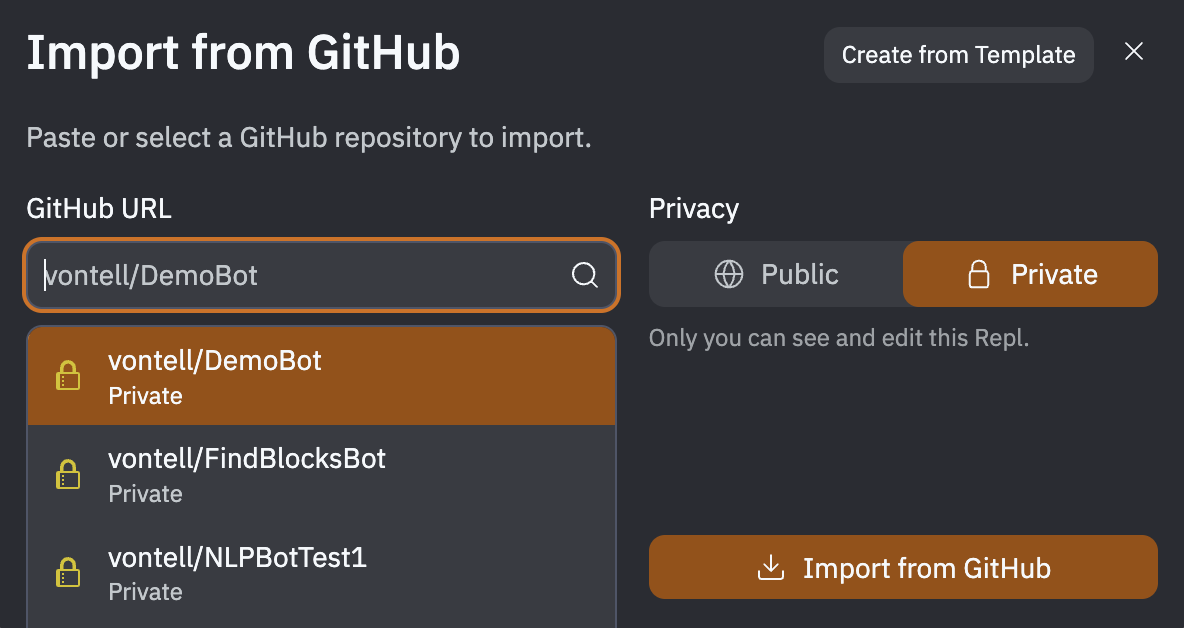 Import from GitHub
Create from Template
Paste or select a GitHub repository to import.
GitHub URL
vontell/DemoBot
vontell/DemoBot
Private
vontell/FindBlocksBot
Private
vontell/NLPBotTest1
Private
Privacy
Public
Private
Only you can see and edit this Repl.
Import from GitHub